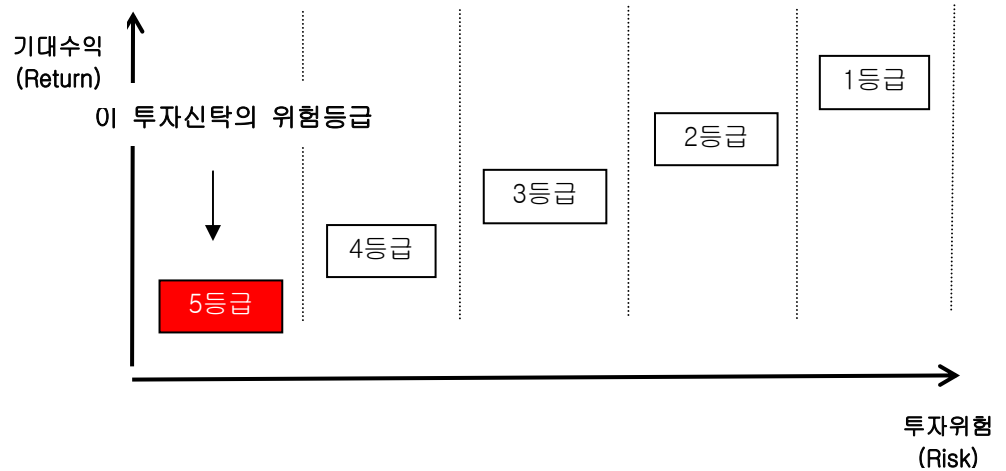 기대수익
(Return)
이 투자신탁의 위험등급
1등급
2등급
3등급
4등급
5등급
투자위험
(Risk)